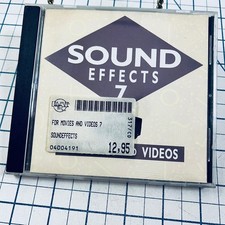 SOUND
EFFECTS
7
FOR MOVIES AND VIDEOS 7
SOUNDEFFECTS
04004191
12,95
VIDEOS